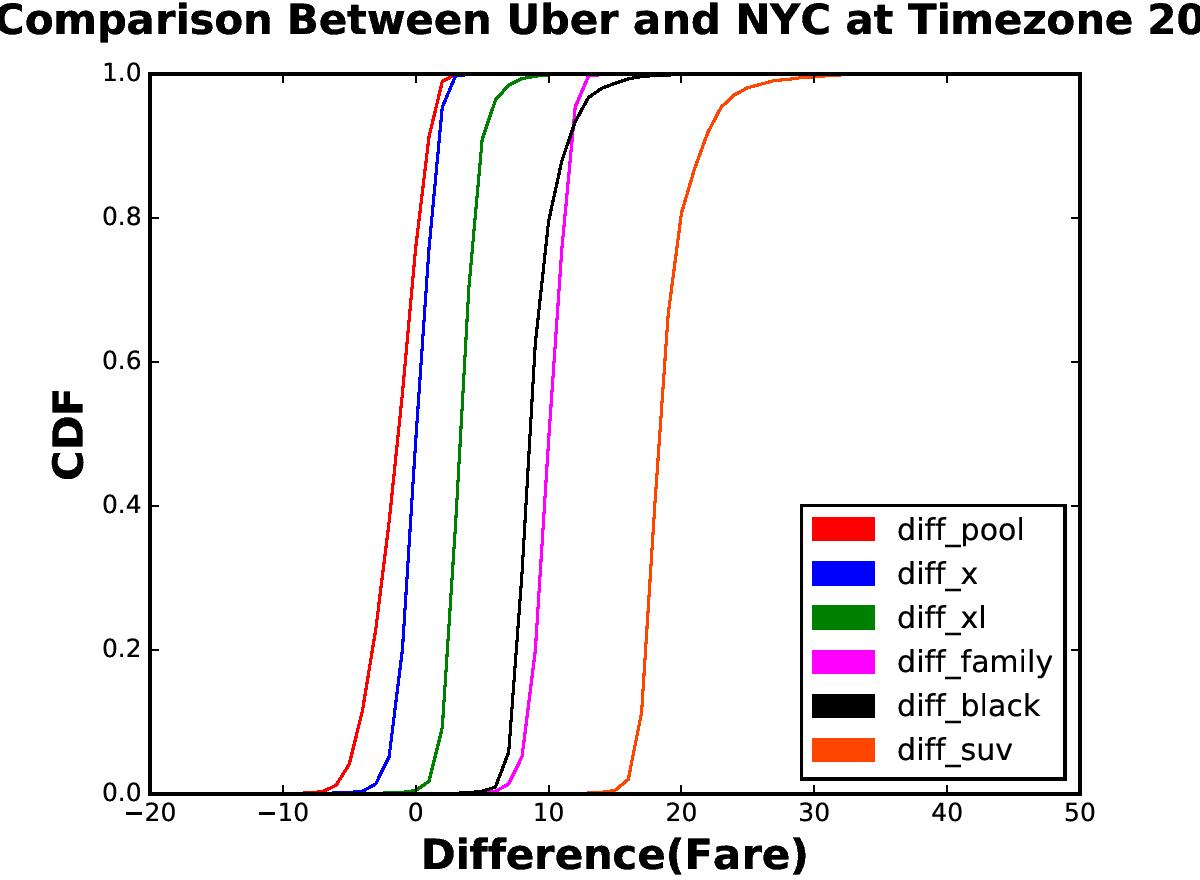 Comparison Between Uber and NYC at Timezone 20
1.0
0.8
0.6
0.4
0.2
0.0
CDF
−20 −10 0 10 20 30 40 50
Difference(Fare)
diff_pool
diff_x
diff_xl
diff_family
diff_black
diff_suv